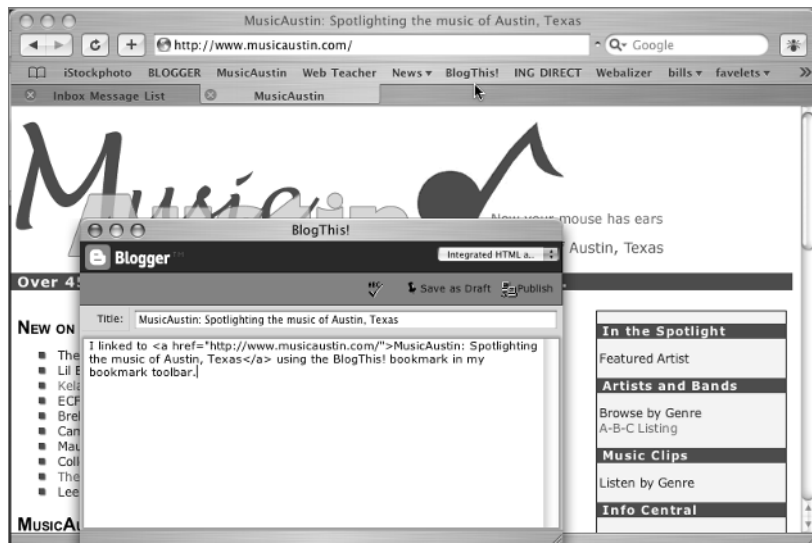 MusicAustin: Spotlighting the music of Austin, Texas
http://www.musicaustin.com/
Q Google
iStockphoto BLOGGER MusicAustin Web Teacher News BlogThis! ING DIRECT Webalizer bills favelets
Inbox Message List MusicAustin
Music
Austin
Now your mouse has ears
Austin, Texas
Over 4
BlogThis!
Blogger™
Integrated HTML a..
ABC Save as Draft Publish
Title: MusicAustin: Spotlighting the music of Austin, Texas
I linked to <a href="http://www.musicaustin.com/">MusicAustin: Spotlighting
the music of Austin, Texas</a> using the BlogThis! bookmark in my
bookmark toolbar.
NEW ON
The
Lil
Kela
ECF
Bre
Can
Mau
Coll
The
Lee
MUSICAU
In the Spotlight
Featured Artist
Artists and Bands
Browse by Genre
A-B-C Listing
Music Clips
Listen by Genre
Info Central